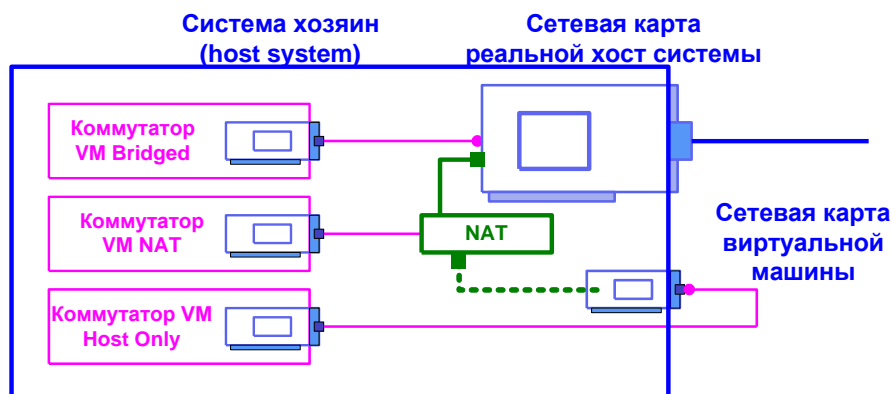 Система хозяин
(host system)
Сетевая карта
реальной хост системы
Коммутатор
VM Bridged
Коммутатор
VM NAT
NAT
Сетевая карта
виртуальной
машины
Коммутатор VM
Host Only